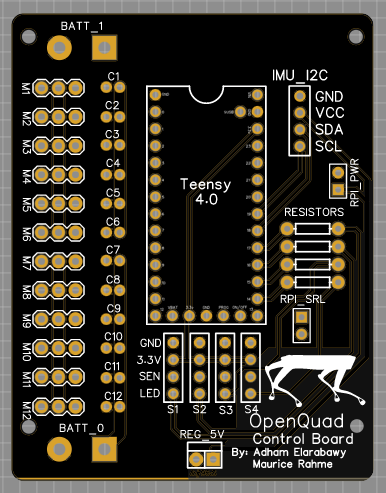 BATT_1
IMU_I2C
M1
C1
GND
M2
C2
VCC
M3
C3
SDA
M4
C4
SCL
Teensy
4.0
RPI_PWR
M5
C5
RESISTORS
M6
C6
M7
C7
M8
C8
RPI_SRL
M9
C9
M10
C10
GND
M11
C11
3.3V
SEN
M12
C12
LED
S1 S2 S3 S4
BATT_0
REG_5V
OpenQuad
Control Board
By: Adham Elarabawy
Maurice Rahme